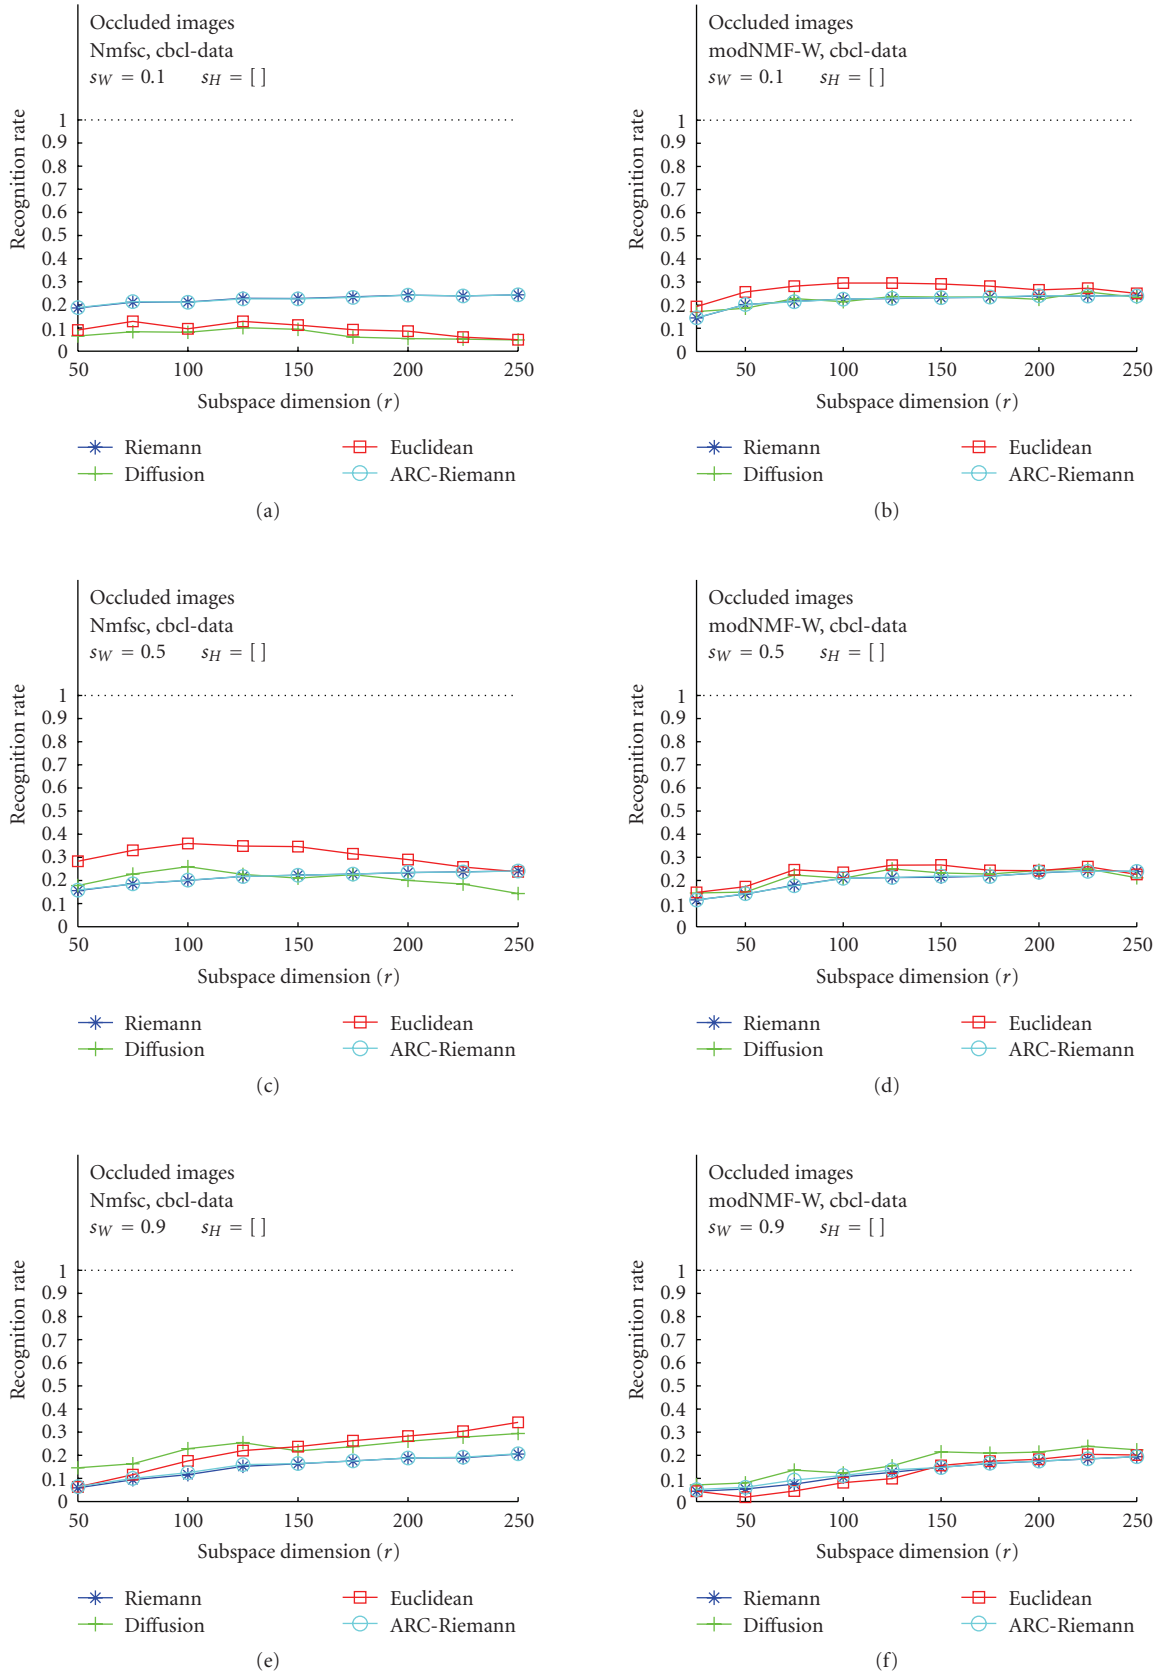 Occluded images
Nmfsc, cbcl-data
sW = 0.1 sH = [ ]
Recognition rate
1
0.9
0.8
0.7
0.6
0.5
0.4
0.3
0.2
0.1
0
50 100 150 200 250
Subspace dimension (r)
Riemann Euclidean
Diffusion ARC-Riemann
(a)
Occluded images
modNMF-W, cbcl-data
sW = 0.1 sH = [ ]
Recognition rate
1
0.9
0.8
0.7
0.6
0.5
0.4
0.3
0.2
0.1
0
50 100 150 200 250
Subspace dimension (r)
Riemann Euclidean
Diffusion ARC-Riemann
(b)
Occluded images
Nmfsc, cbcl-data
sW = 0.5 sH = [ ]
Recognition rate
1
0.9
0.8
0.7
0.6
0.5
0.4
0.3
0.2
0.1
0
50 100 150 200 250
Subspace dimension (r)
Riemann Euclidean
Diffusion ARC-Riemann
(c)
Occluded images
modNMF-W, cbcl-data
sW = 0.5 sH = [ ]
Recognition rate
1
0.9
0.8
0.7
0.6
0.5
0.4
0.3
0.2
0.1
0
50 100 150 200 250
Subspace dimension (r)
Riemann Euclidean
Diffusion ARC-Riemann
(d)
Occluded images
Nmfsc, cbcl-data
sW = 0.9 sH = [ ]
Recognition rate
1
0.9
0.8
0.7
0.6
0.5
0.4
0.3
0.2
0.1
0
50 100 150 200 250
Subspace dimension (r)
Riemann Euclidean
Diffusion ARC-Riemann
(e)
Occluded images
modNMF-W, cbcl-data
sW = 0.9 sH = [ ]
Recognition rate
1
0.9
0.8
0.7
0.6
0.5
0.4
0.3
0.2
0.1
0
50 100 150 200 250
Subspace dimension (r)
Riemann Euclidean
Diffusion ARC-Riemann
(f)